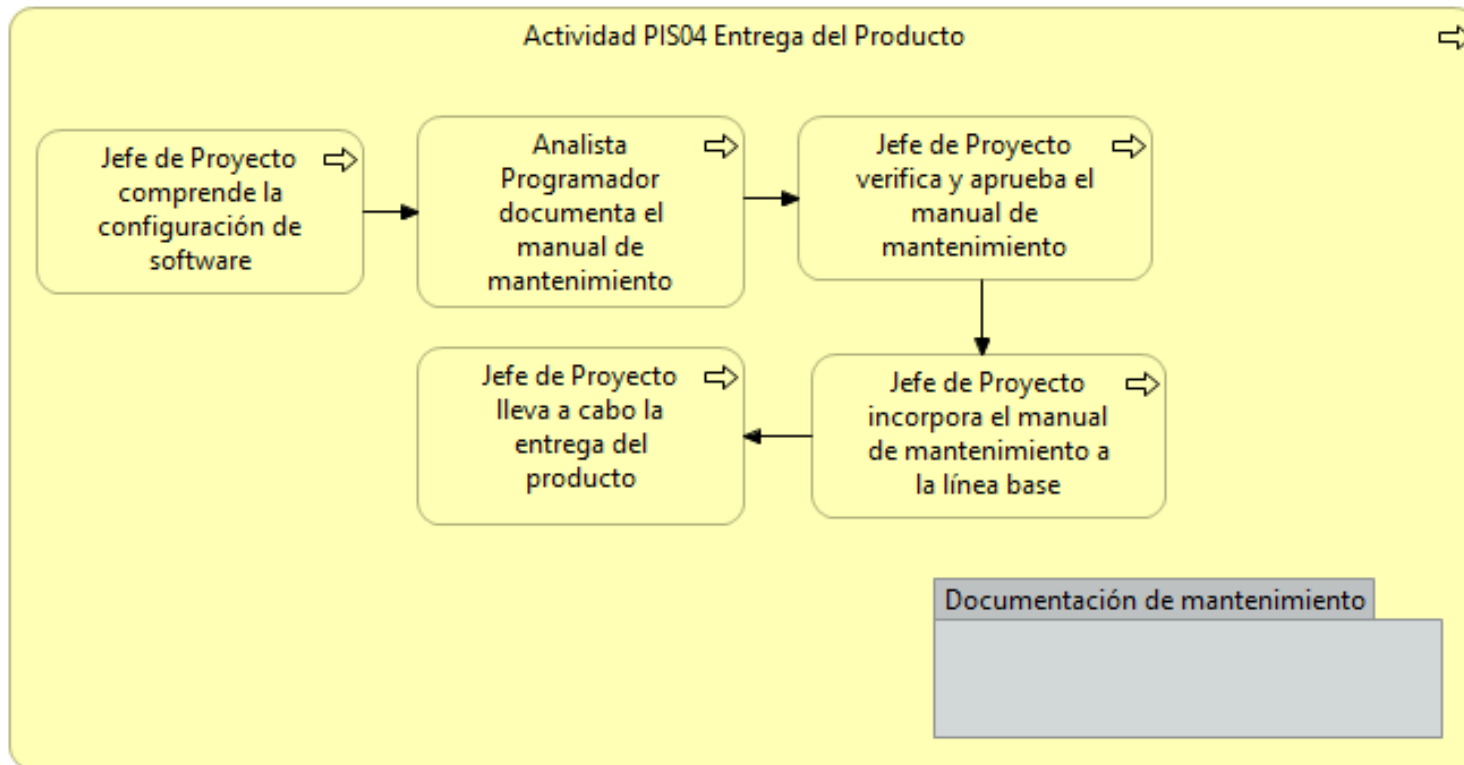 Actividad PIS04 Entrega del Producto
Jefe de Proyecto
comprende la
configuración de
software
Analista
Programador
documenta el
manual de
mantenimiento
Jefe de Proyecto
verifica y aprueba el
manual de
mantenimiento
Jefe de Proyecto
incorpora el manual
de mantenimiento a
la línea base
Jefe de Proyecto
lleva a cabo la
entrega del
producto
Documentación de mantenimiento